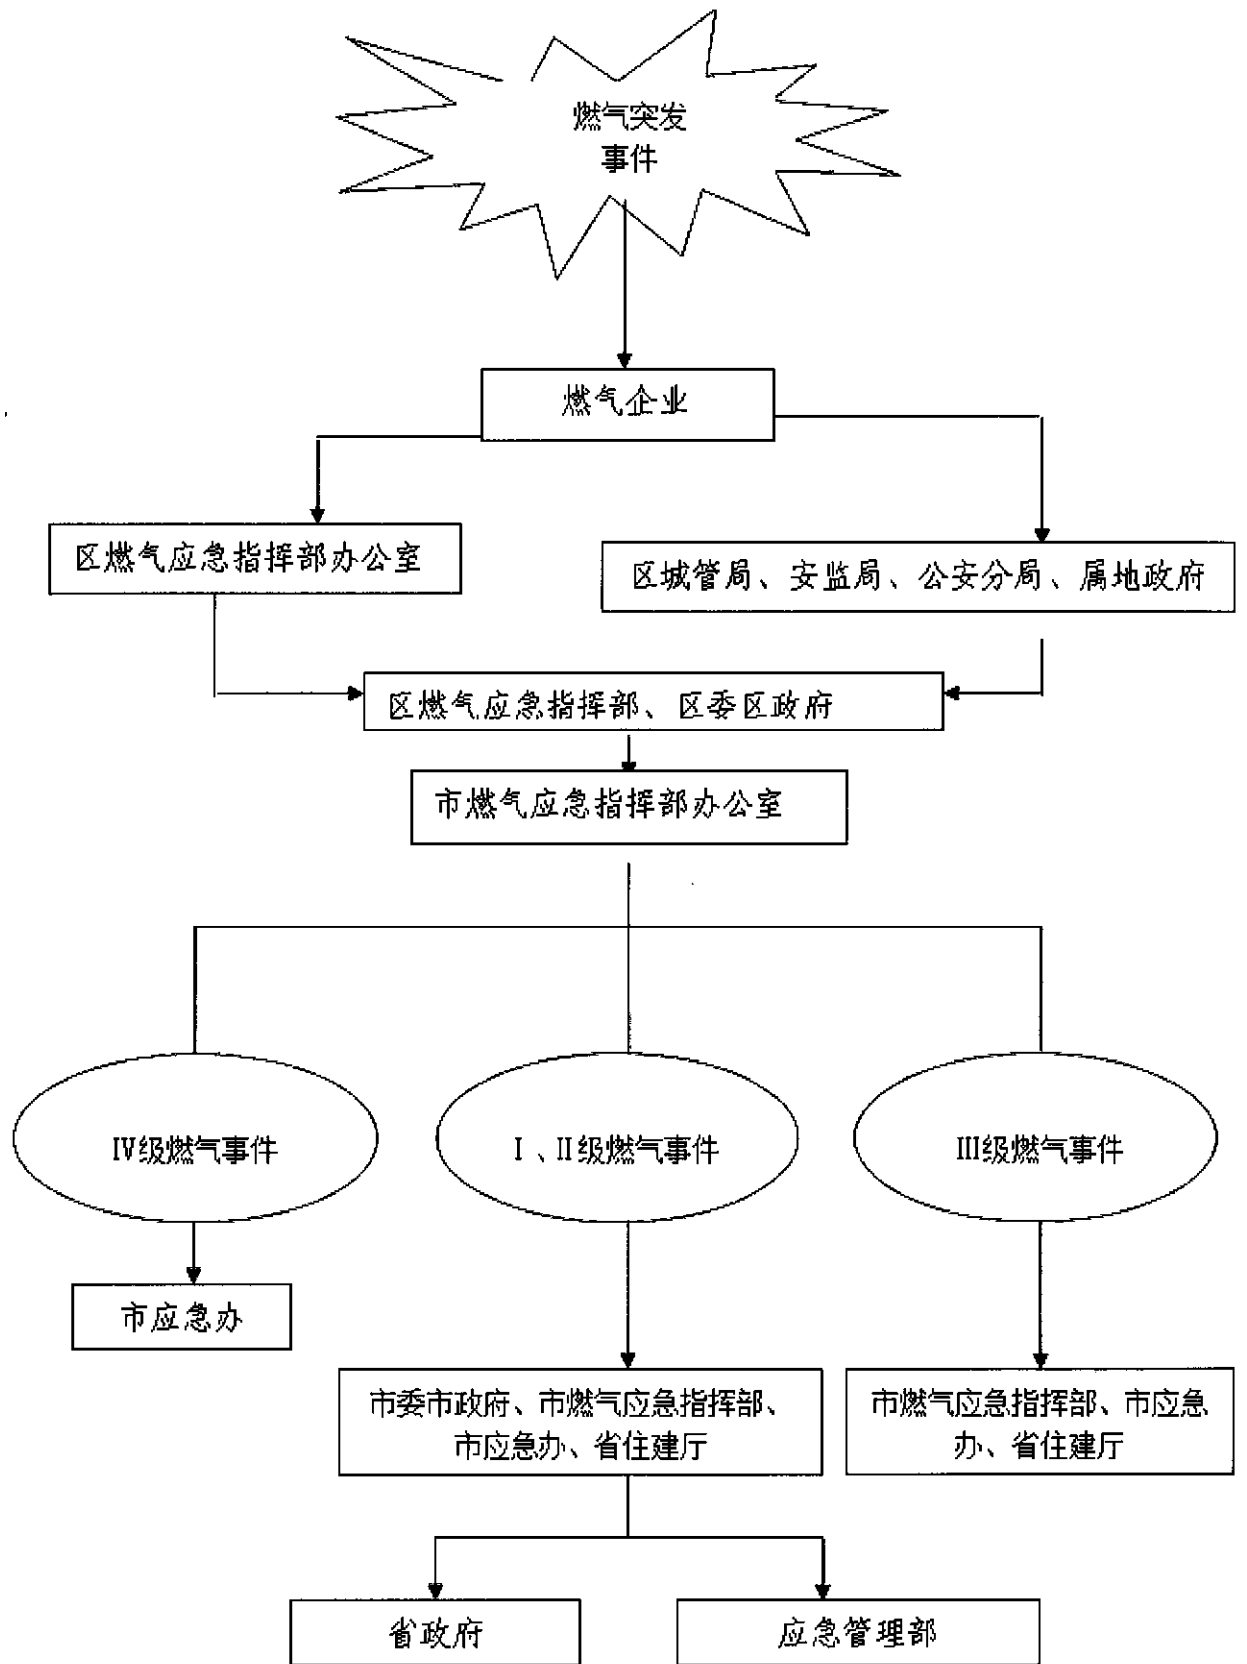 燃气突发
事件
燃气企业
区燃气应急指挥部办公室
区城管局、安监局、公安分局、属地政府
区燃气应急指挥部、区委区政府
市燃气应急指挥部办公室
IV级燃气事件
I、II级燃气事件
III级燃气事件
市应急办
市委市政府、市燃气应急指挥部、
市应急办、省住建厅
市燃气应急指挥部、市应急
办、省住建厅
省政府
应急管理部